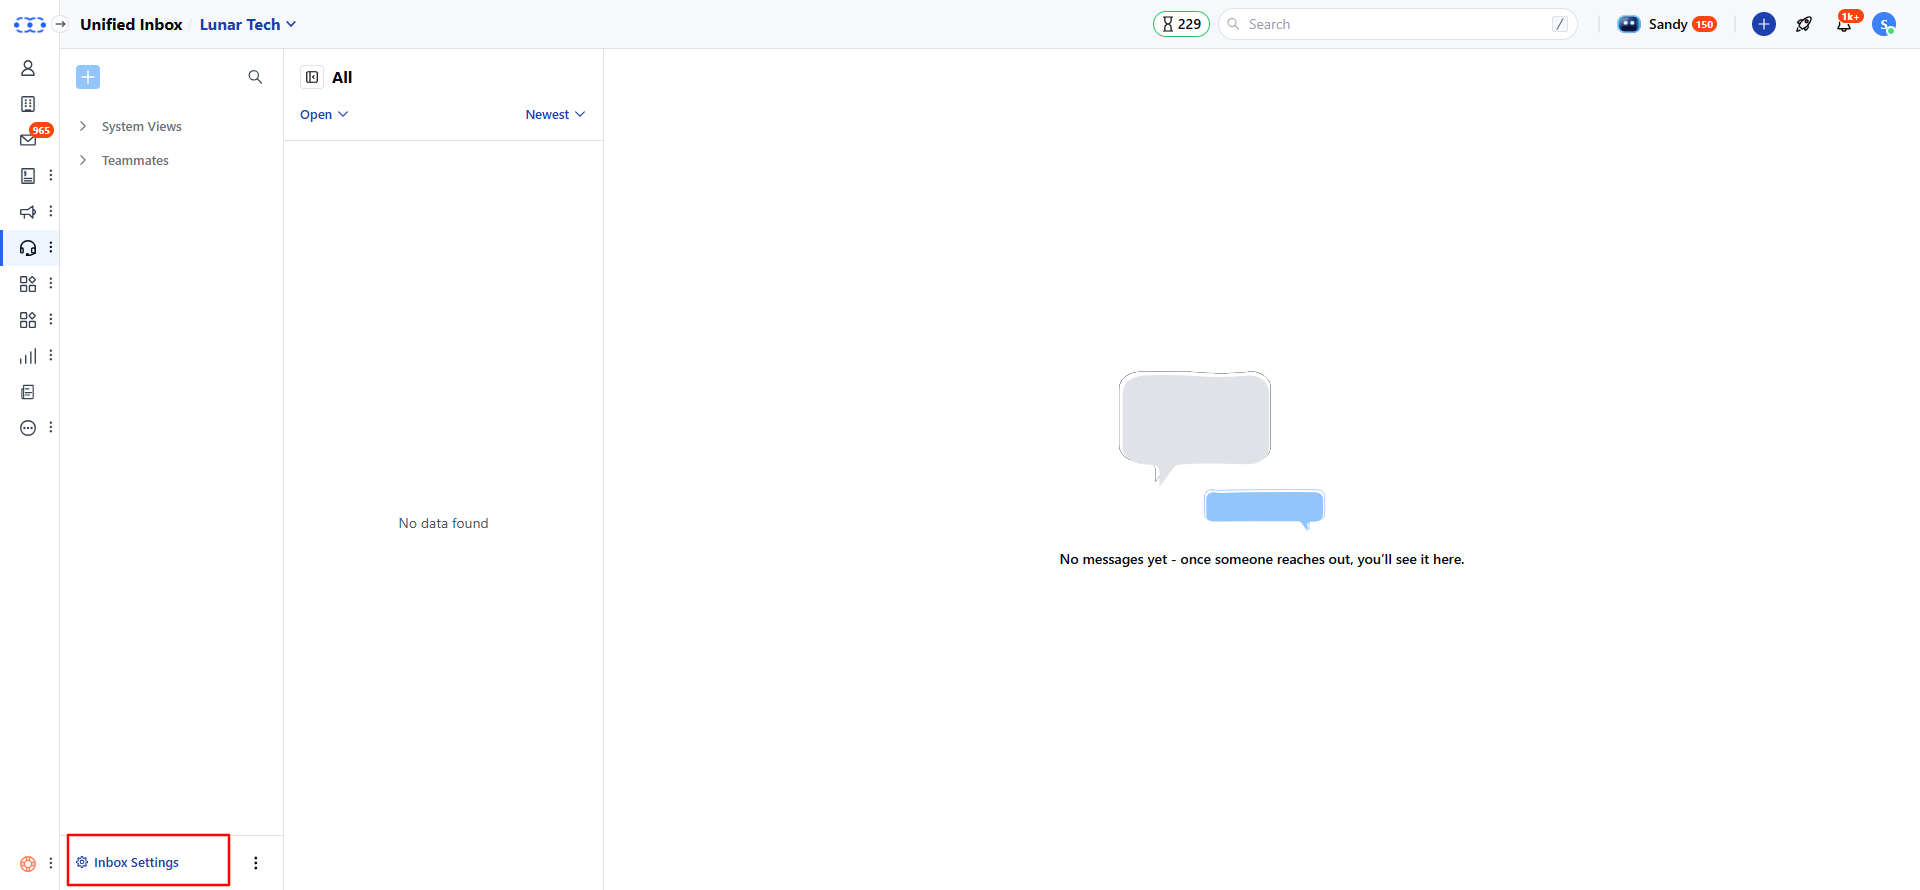 Unified Inbox / Lunar Tech
229
Search /
Sandy 150
1k+
S
965
System Views
Teammates
All
Open
Newest
No data found
No messages yet - once someone reaches out, you’ll see it here.
Inbox Settings